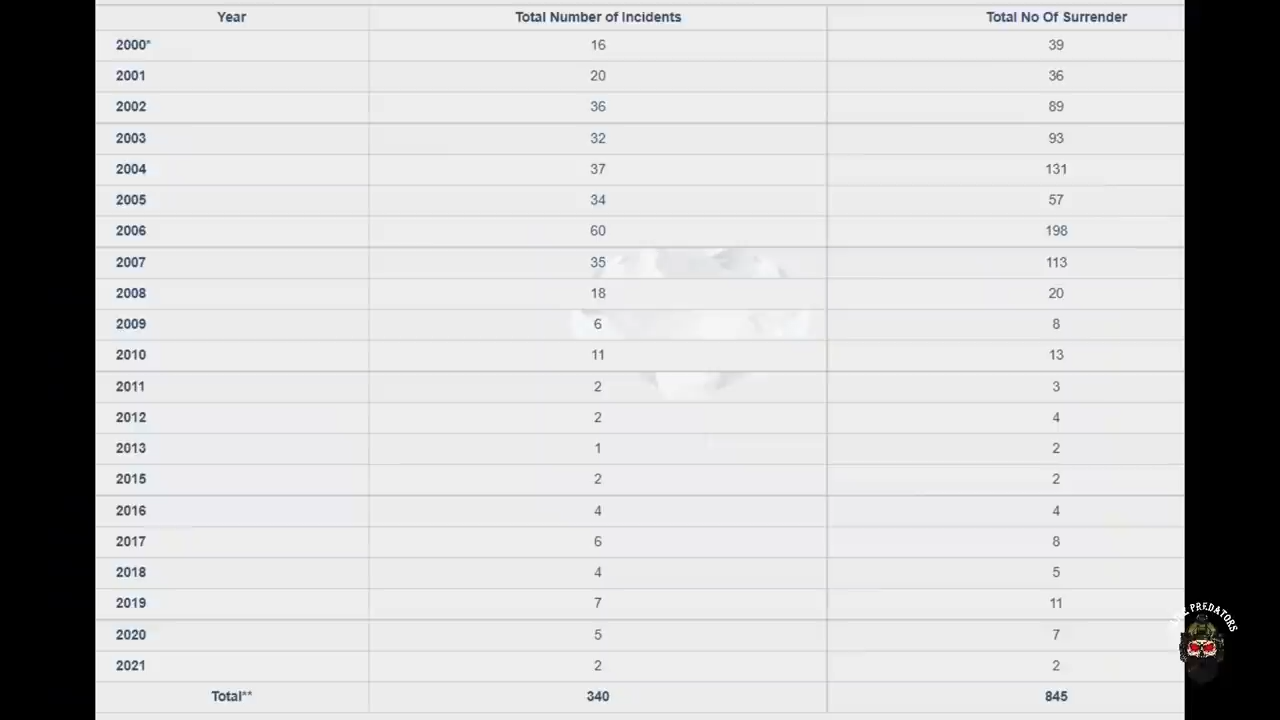 Year Total Number of Incidents Total No Of Surrender
2000* 16 39
2001 20 36
2002 36 89
2003 32 93
2004 37 131
2005 34 57
2006 60 198
2007 35 113
2008 18 20
2009 6 8
2010 11 13
2011 2 3
2012 2 4
2013 1 2
2015 2 2
2016 4 4
2017 6 8
2018 4 5
2019 7 11
2020 5 7
2021 2 2
Total** 340 845
PREDATORS